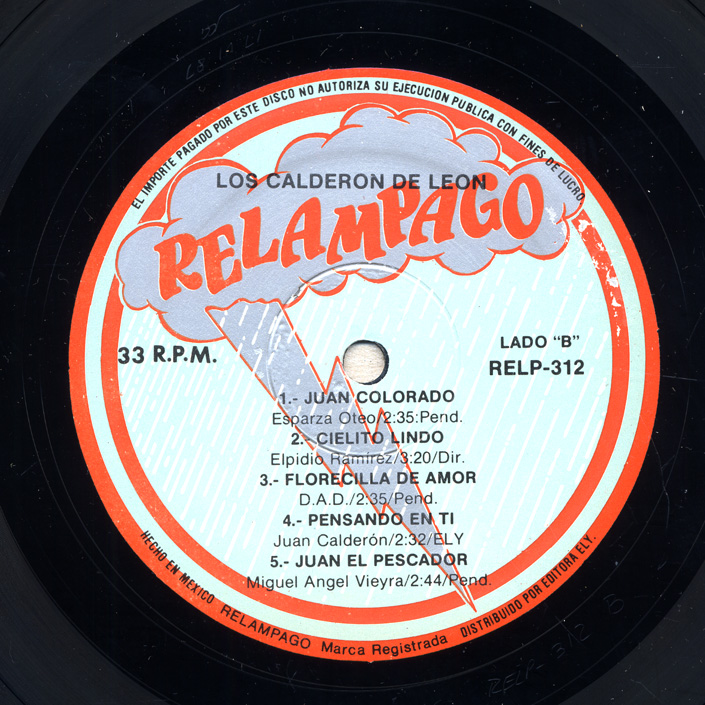 EL IMPORTE PAGADO POR ESTE DISCO NO AUTORIZA SU EJECUCION PUBLICA CON FINES DE LUCRO
LOS CALDERON DE LEON
RELAMPAGO
33 R.P.M.
LADO "B"
RELP-312
1.- JUAN COLORADO
Esparza Oteo/2:35:Pend.
2.- CIELITO LINDO
Elpidio Ramírez/3:20/Dir.
3.- FLORECILLA DE AMOR
D.A.D./2:35/Pend.
4.- PENSANDO EN TI
Juan Calderón/2:32/ELY
5.- JUAN EL PESCADOR
Miguel Angel Vieyra/2:44/Pend.
HECHO EN MEXICO RELAMPAGO Marca Registrada DISTRIBUIDO POR EDITORA ELY.
RELP-312 B